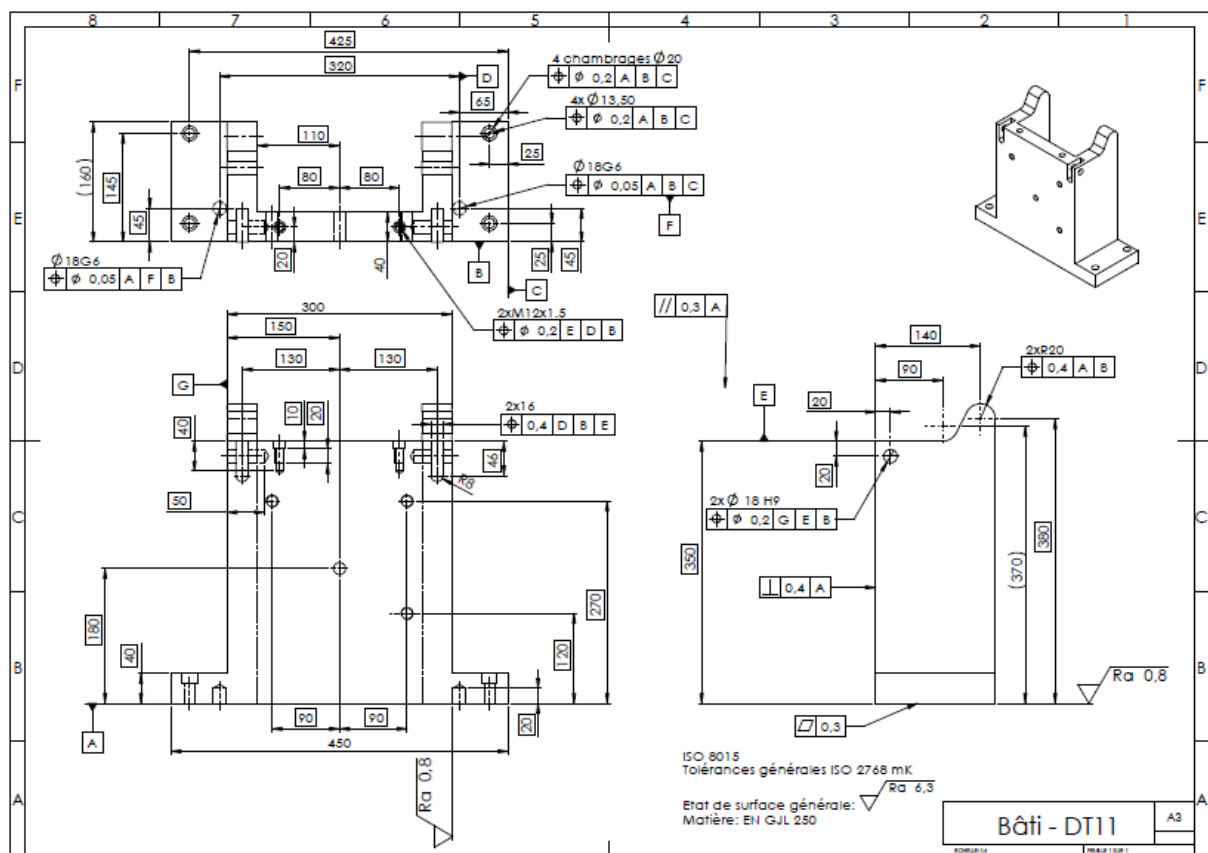 8 7 6 5 4 3 2 1
F
E
D
C
B
A
F
E
D
C
B
A
425
320
D
65
110
80 80
25
(160)
145
45
20
40
25
45
B
C
F
4 chambrages Ø20
⌖ Ø 0,2 A B C
4x Ø13,50
⌖ Ø 0,2 A B C
Ø18G6
⌖ Ø 0,05 A B C
Ø18G6
⌖ Ø 0,05 A F B
2xM12x1.5
⌖ Ø 0,2 E D B
300
150
130 130
G
40
10
20
2x16
⌖ 0,4 D B E
46
R8
50
180
40
270
120
20
90 90
450
A
Ra 0,8
// 0,3 A
E
140
90
20
2xR20
⌖ 0,4 A B
20
2x Ø 18 H9
⌖ Ø 0,2 G E B
350
⊥ 0,4 A
(370)
380
⏥ 0,3
Ra 0,8
ISO 8015
Tolérances générales ISO 2768 mK
Etat de surface générale: Ra 6,3
Matière: EN GJL 250
Bâti - DT11
A3